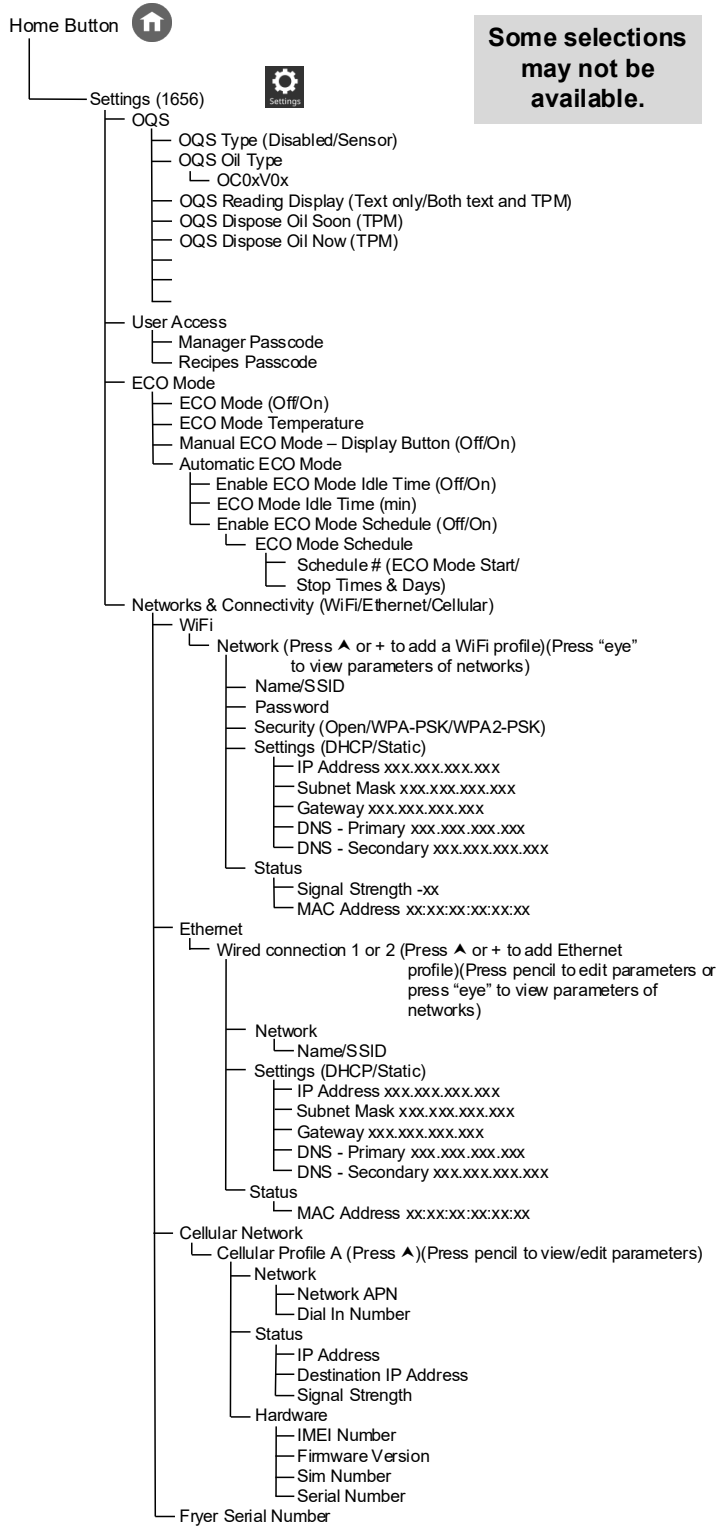 Home Button
Some selections
may not be
available.
Settings (1656)
Settings
OQS
OQS Type (Disabled/Sensor)
OQS Oil Type
OC0xV0x
OQS Reading Display (Text only/Both text and TPM)
OQS Dispose Oil Soon (TPM)
OQS Dispose Oil Now (TPM)
User Access
Manager Passcode
Recipes Passcode
ECO Mode
ECO Mode (Off/On)
ECO Mode Temperature
Manual ECO Mode – Display Button (Off/On)
Automatic ECO Mode
Enable ECO Mode Idle Time (Off/On)
ECO Mode Idle Time (min)
Enable ECO Mode Schedule (Off/On)
ECO Mode Schedule
Schedule # (ECO Mode Start/
Stop Times & Days)
Networks & Connectivity (WiFi/Ethernet/Cellular)
WiFi
Network (Press ⮝ or + to add a WiFi profile)(Press “eye”
to view parameters of networks)
Name/SSID
Password
Security (Open/WPA-PSK/WPA2-PSK)
Settings (DHCP/Static)
IP Address xxx.xxx.xxx.xxx
Subnet Mask xxx.xxx.xxx.xxx
Gateway xxx.xxx.xxx.xxx
DNS - Primary xxx.xxx.xxx.xxx
DNS - Secondary xxx.xxx.xxx.xxx
Status
Signal Strength -xx
MAC Address xx:xx:xx:xx:xx:xx
Ethernet
Wired connection 1 or 2 (Press ⮝ or + to add Ethernet
profile)(Press pencil to edit parameters or
press “eye” to view parameters of
networks)
Network
Name/SSID
Settings (DHCP/Static)
IP Address xxx.xxx.xxx.xxx
Subnet Mask xxx.xxx.xxx.xxx
Gateway xxx.xxx.xxx.xxx
DNS - Primary xxx.xxx.xxx.xxx
DNS - Secondary xxx.xxx.xxx.xxx
Status
MAC Address xx:xx:xx:xx:xx:xx
Cellular Network
Cellular Profile A (Press ⮝)(Press pencil to view/edit parameters)
Network
Network APN
Dial In Number
Status
IP Address
Destination IP Address
Signal Strength
Hardware
IMEI Number
Firmware Version
Sim Number
Serial Number
Fryer Serial Number